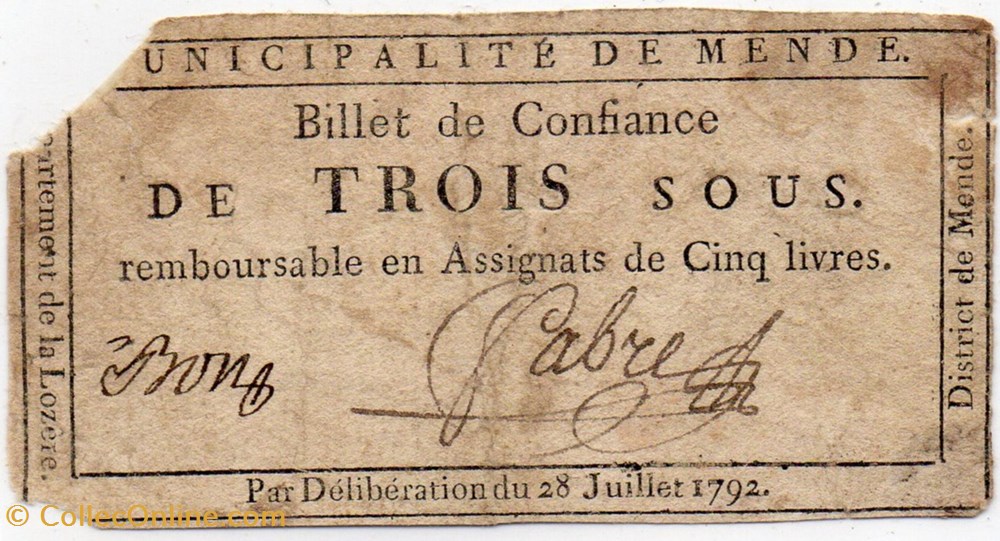 UNICIPALITÉ DE MENDE.
Billet de Confiance
DE TROIS SOUS.
remboursable en Assignats de Cinq livres.
Bon
Fabre
Par Délibération du 28 Juillet 1792.
partement de la Lozère.
District de Mende.
© CollecOnline.com